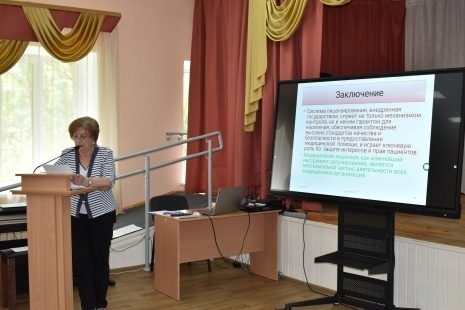 Заключение
• Система лицензирования, внедренная
государством, служит не только механизмом
контроля, но и неким гарантом для
населения, обеспечивая соблюдение
высоких стандартов качества и
безопасности в предоставлении
медицинской помощи, и играет ключевую
роль по защите интересов и прав пациентов.
• Медицинская лицензия, как важнейший
инструмент регулирования, является
неотъемлемой частью деятельности всех
медицинских организаций.